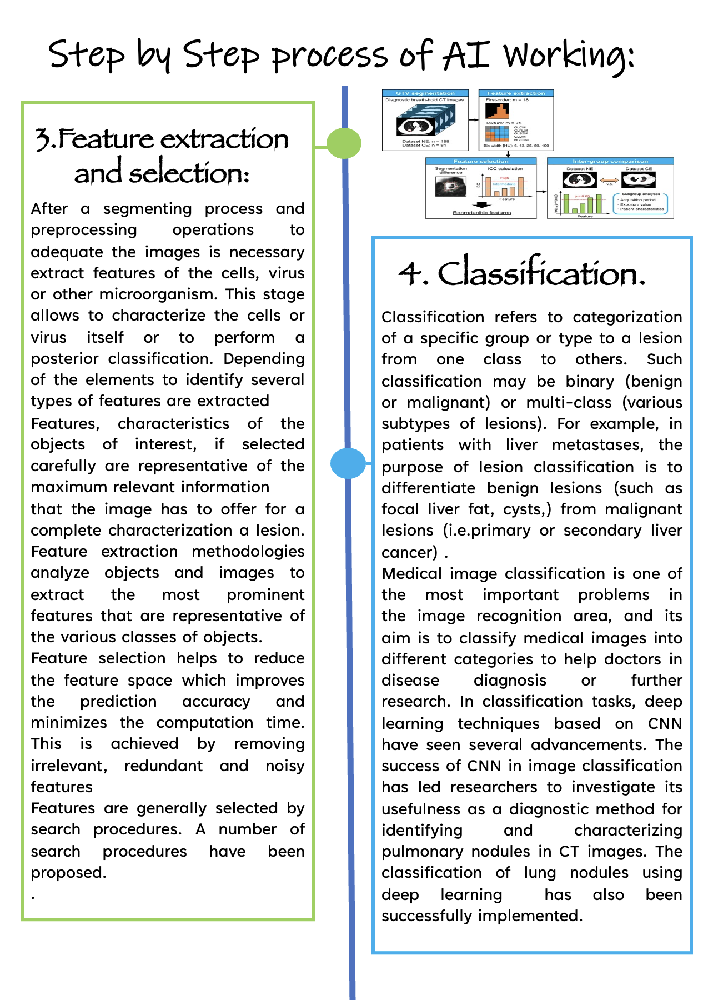 Step by Step process of AI Working:
3.Feature extraction
and selection:
After a segmenting process and
preprocessing operations to
adequate the images is necessary
extract features of the cells, virus
or other microorganism. This stage
allows to characterize the cells or
virus itself or to perform a
posterior classification. Depending
of the elements to identify several
types of features are extracted
Features, characteristics of the
objects of interest, if selected
carefully are representative of the
maximum relevant information
that the image has to offer for a
complete characterization a lesion.
Feature extraction methodologies
analyze objects and images to
extract the most prominent
features that are representative of
the various classes of objects.
Feature selection helps to reduce
the feature space which improves
the prediction accuracy and
minimizes the computation time.
This is achieved by removing
irrelevant, redundant and noisy
features
Features are generally selected by
search procedures. A number of
search procedures have been
proposed.
.
GTV segmentation
Diagnostic breath-hold CT images
Dataset NE: n = 188
Dataset CE: n = 81
Feature extraction
First-order: m = 18
Texture: m = 75
GLCM
GLRLM
GLSZM
GLDM
NGTDM
Bin width [HU]: 6, 13, 25, 50, 100
Feature selection
Segmentation
difference
ICC calculation
High
Intermediate
ICC
Feature
Reproducible features
Inter-group comparison
Dataset NE
Dataset CE
v.s.
p = 0.05
-log₁₀(p-value)
Feature
Subgroup analyses
- Acquisition period
- Exposure value
- Patient characteristics
4. Classification.
Classification refers to categorization
of a specific group or type to a lesion
from one class to others. Such
classification may be binary (benign
or malignant) or multi-class (various
subtypes of lesions). For example, in
patients with liver metastases, the
purpose of lesion classification is to
differentiate benign lesions (such as
focal liver fat, cysts,) from malignant
lesions (i.e.primary or secondary liver
cancer) .
Medical image classification is one of
the most important problems in
the image recognition area, and its
aim is to classify medical images into
different categories to help doctors in
disease diagnosis or further
research. In classification tasks, deep
learning techniques based on CNN
have seen several advancements. The
success of CNN in image classification
has led researchers to investigate its
usefulness as a diagnostic method for
identifying and characterizing
pulmonary nodules in CT images. The
classification of lung nodules using
deep learning has also been
successfully implemented.